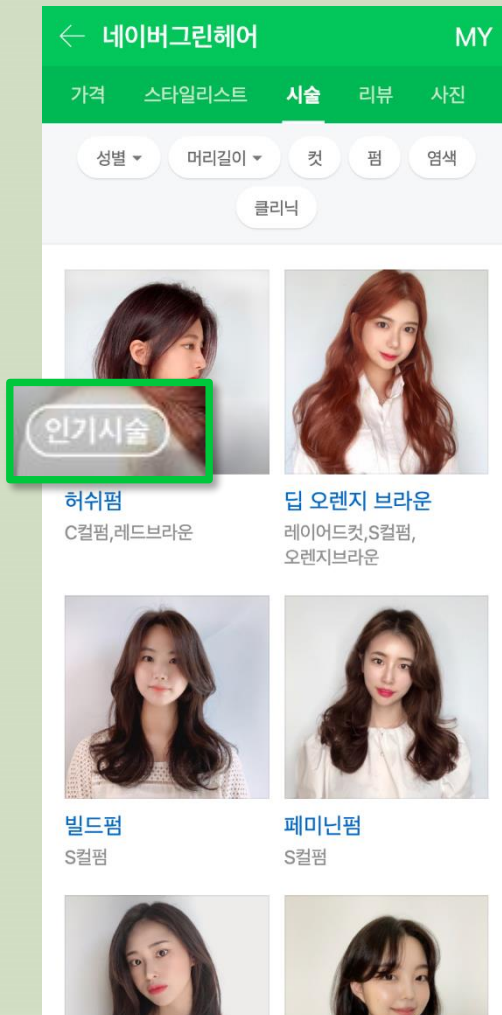 네이버그린헤어 MY
가격 스타일리스트 시술 리뷰 사진
성별 머리길이 컷 펌 염색
클리닉
인기시술
허쉬펌
C컬펌,레드브라운
딥 오렌지 브라운
레이어드컷,S컬펌,
오렌지브라운
빌드펌
S컬펌
페미닌펌
S컬펌